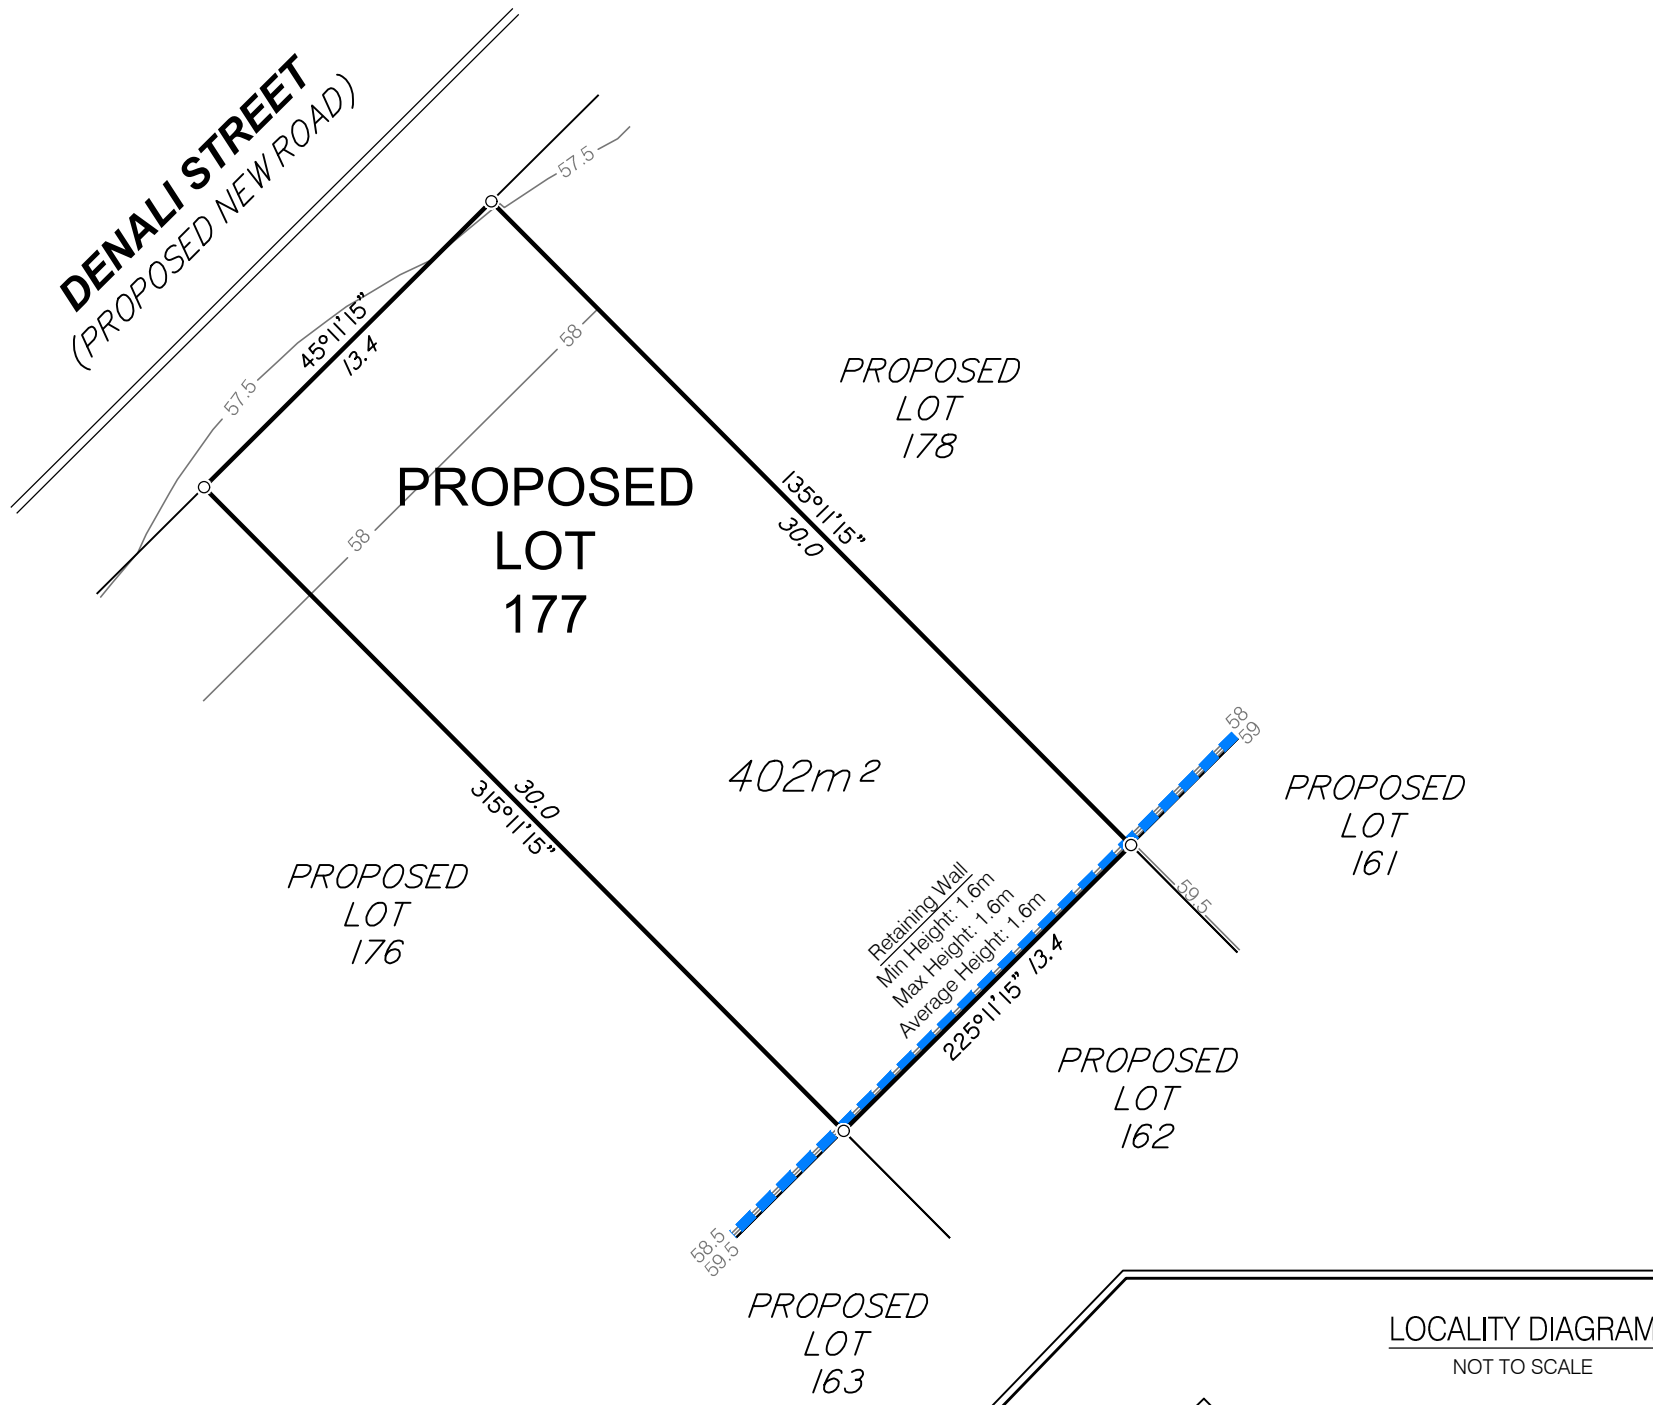 DENALI STREET
(PROPOSED NEW ROAD)
57.5
57.5
45°11'15"
13.4
58
58
PROPOSED
LOT
178
PROPOSED
LOT
177
135°11'15"
30.0
402m²
30.0
315°11'15"
58
59
PROPOSED
LOT
161
59.5
PROPOSED
LOT
176
Retaining Wall
Min Height: 1.6m
Max Height: 1.6m
Average Height: 1.6m
225°11'15" 13.4
PROPOSED
LOT
162
58.5
59.5
PROPOSED
LOT
163
LOCALITY DIAGRAM
NOT TO SCALE